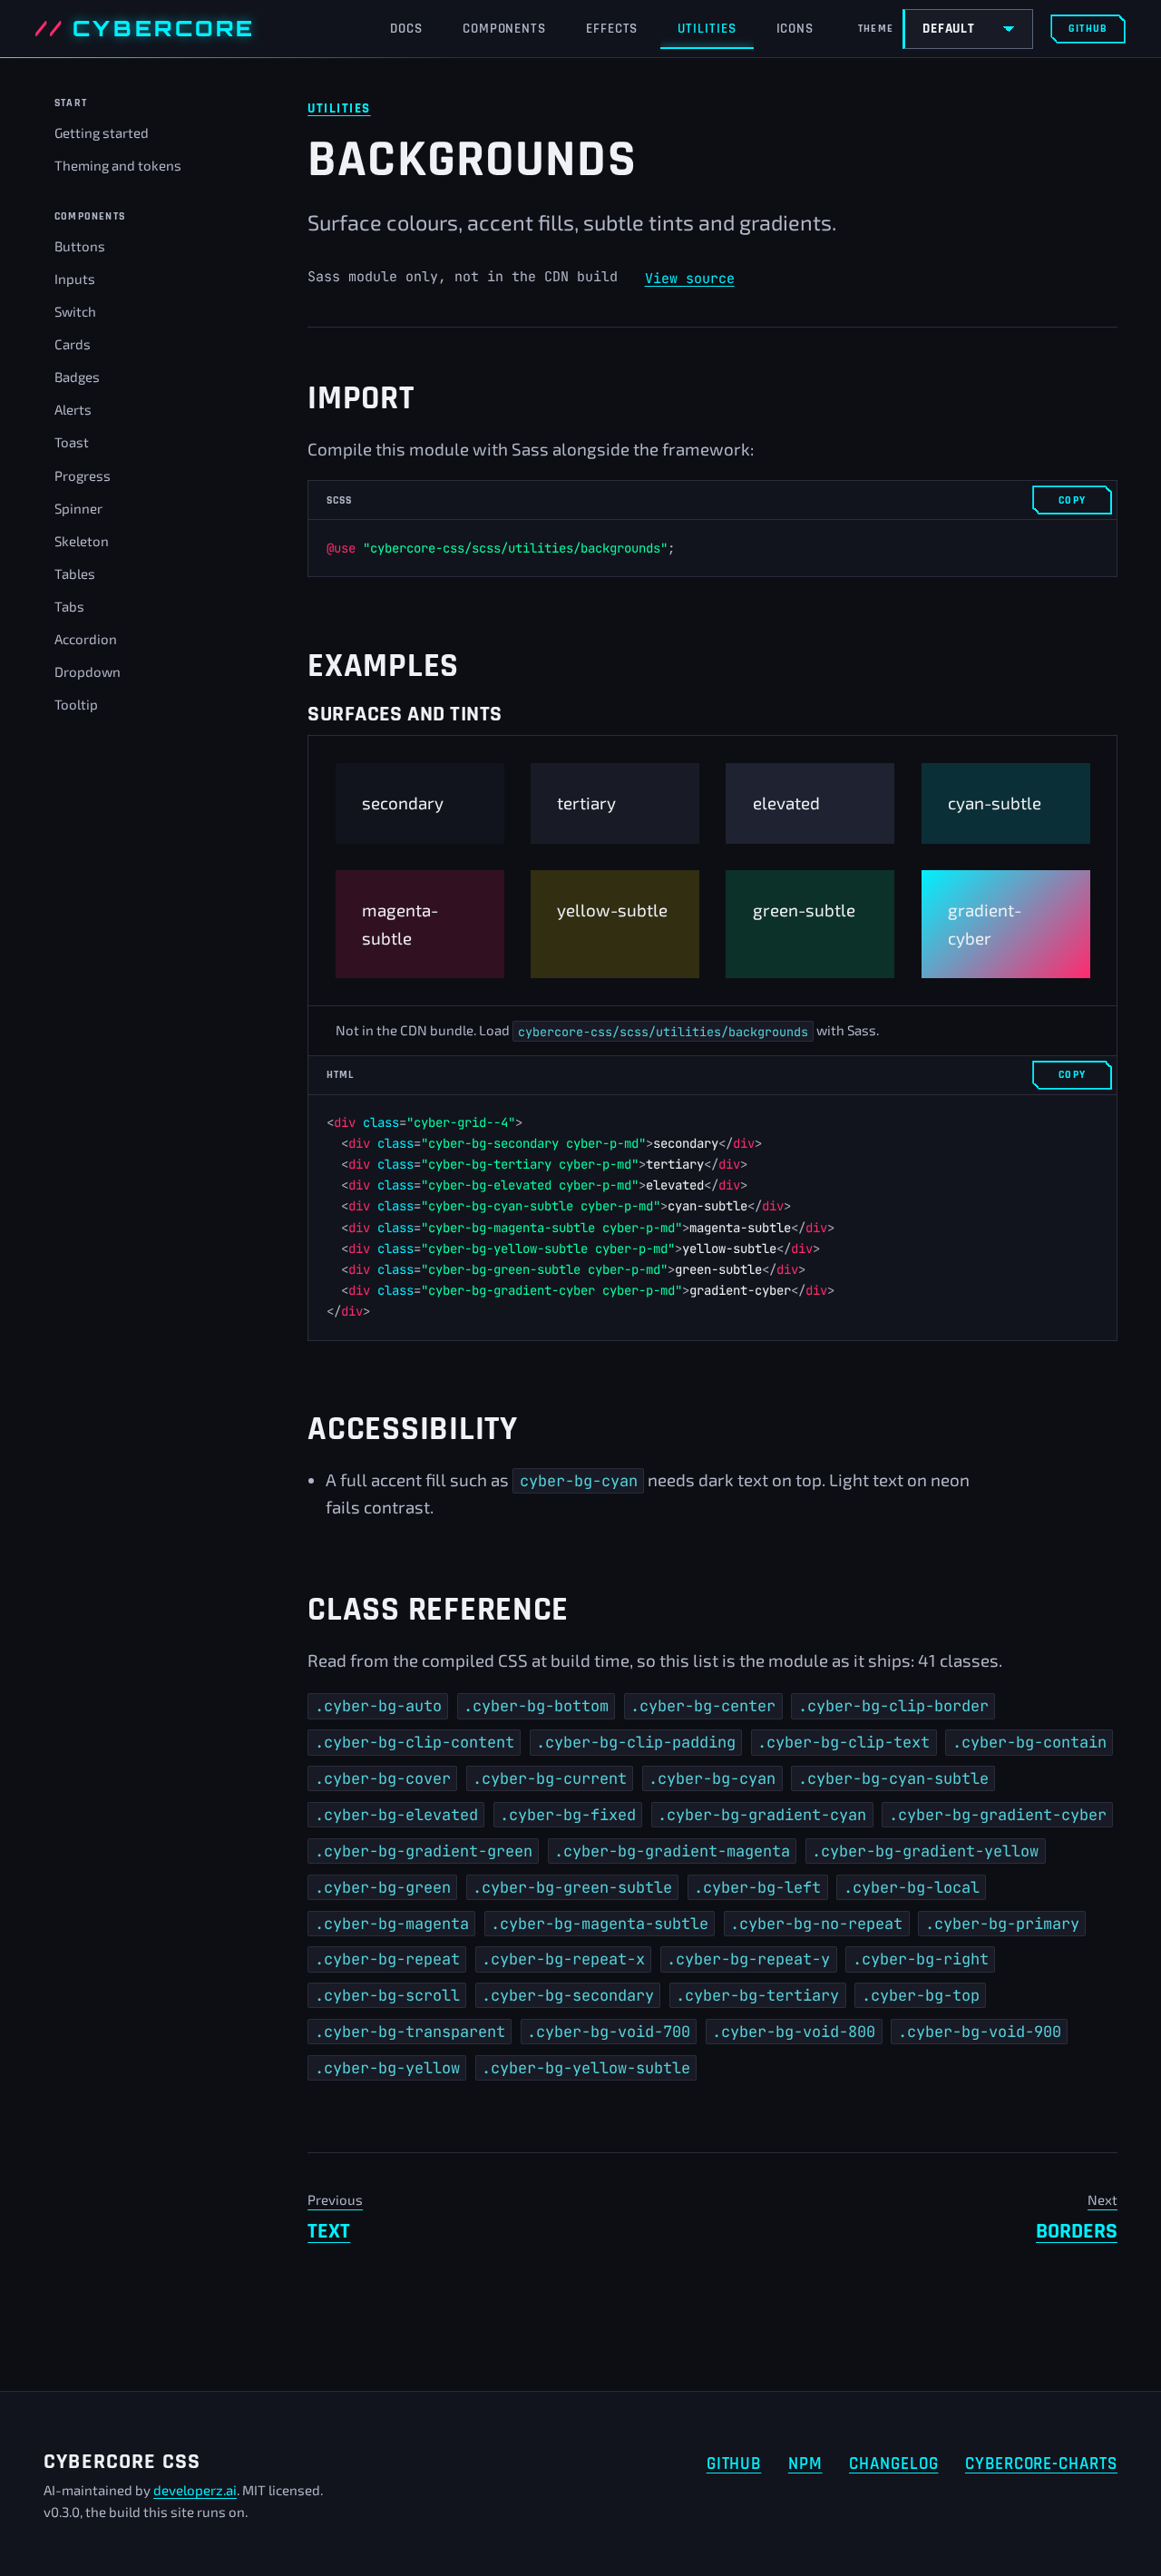 // CYBERCORE
DOCS COMPONENTS EFFECTS UTILITIES ICONS THEME DEFAULT GITHUB
START
Getting started
Theming and tokens
COMPONENTS
Buttons
Inputs
Switch
Cards
Badges
Alerts
Toast
Progress
Spinner
Skeleton
Tables
Tabs
Accordion
Dropdown
Tooltip
UTILITIES
BACKGROUNDS
Surface colours, accent fills, subtle tints and gradients.
Sass module only, not in the CDN build View source
IMPORT
Compile this module with Sass alongside the framework:
SCSS COPY
@use "cybercore-css/scss/utilities/backgrounds";
EXAMPLES
SURFACES AND TINTS
secondary tertiary elevated cyan-subtle
magenta-
subtle
yellow-subtle
green-subtle
gradient-
cyber
Not in the CDN bundle. Load cybercore-css/scss/utilities/backgrounds with Sass.
HTML COPY
<div class="cyber-grid--4">
<div class="cyber-bg-secondary cyber-p-md">secondary</div>
<div class="cyber-bg-tertiary cyber-p-md">tertiary</div>
<div class="cyber-bg-elevated cyber-p-md">elevated</div>
<div class="cyber-bg-cyan-subtle cyber-p-md">cyan-subtle</div>
<div class="cyber-bg-magenta-subtle cyber-p-md">magenta-subtle</div>
<div class="cyber-bg-yellow-subtle cyber-p-md">yellow-subtle</div>
<div class="cyber-bg-green-subtle cyber-p-md">green-subtle</div>
<div class="cyber-bg-gradient-cyber cyber-p-md">gradient-cyber</div>
</div>
ACCESSIBILITY
• A full accent fill such as cyber-bg-cyan needs dark text on top. Light text on neon
fails contrast.
CLASS REFERENCE
Read from the compiled CSS at build time, so this list is the module as it ships: 41 classes.
.cyber-bg-auto .cyber-bg-bottom .cyber-bg-center .cyber-bg-clip-border
.cyber-bg-clip-content .cyber-bg-clip-padding .cyber-bg-clip-text .cyber-bg-contain
.cyber-bg-cover .cyber-bg-current .cyber-bg-cyan .cyber-bg-cyan-subtle
.cyber-bg-elevated .cyber-bg-fixed .cyber-bg-gradient-cyan .cyber-bg-gradient-cyber
.cyber-bg-gradient-green .cyber-bg-gradient-magenta .cyber-bg-gradient-yellow
.cyber-bg-green .cyber-bg-green-subtle .cyber-bg-left .cyber-bg-local
.cyber-bg-magenta .cyber-bg-magenta-subtle .cyber-bg-no-repeat .cyber-bg-primary
.cyber-bg-repeat .cyber-bg-repeat-x .cyber-bg-repeat-y .cyber-bg-right
.cyber-bg-scroll .cyber-bg-secondary .cyber-bg-tertiary .cyber-bg-top
.cyber-bg-transparent .cyber-bg-void-700 .cyber-bg-void-800 .cyber-bg-void-900
.cyber-bg-yellow .cyber-bg-yellow-subtle
Previous Next
TEXT BORDERS
CYBERCORE CSS
AI-maintained by developerz.ai. MIT licensed.
v0.3.0, the build this site runs on.
GITHUB NPM CHANGELOG CYBERCORE-CHARTS